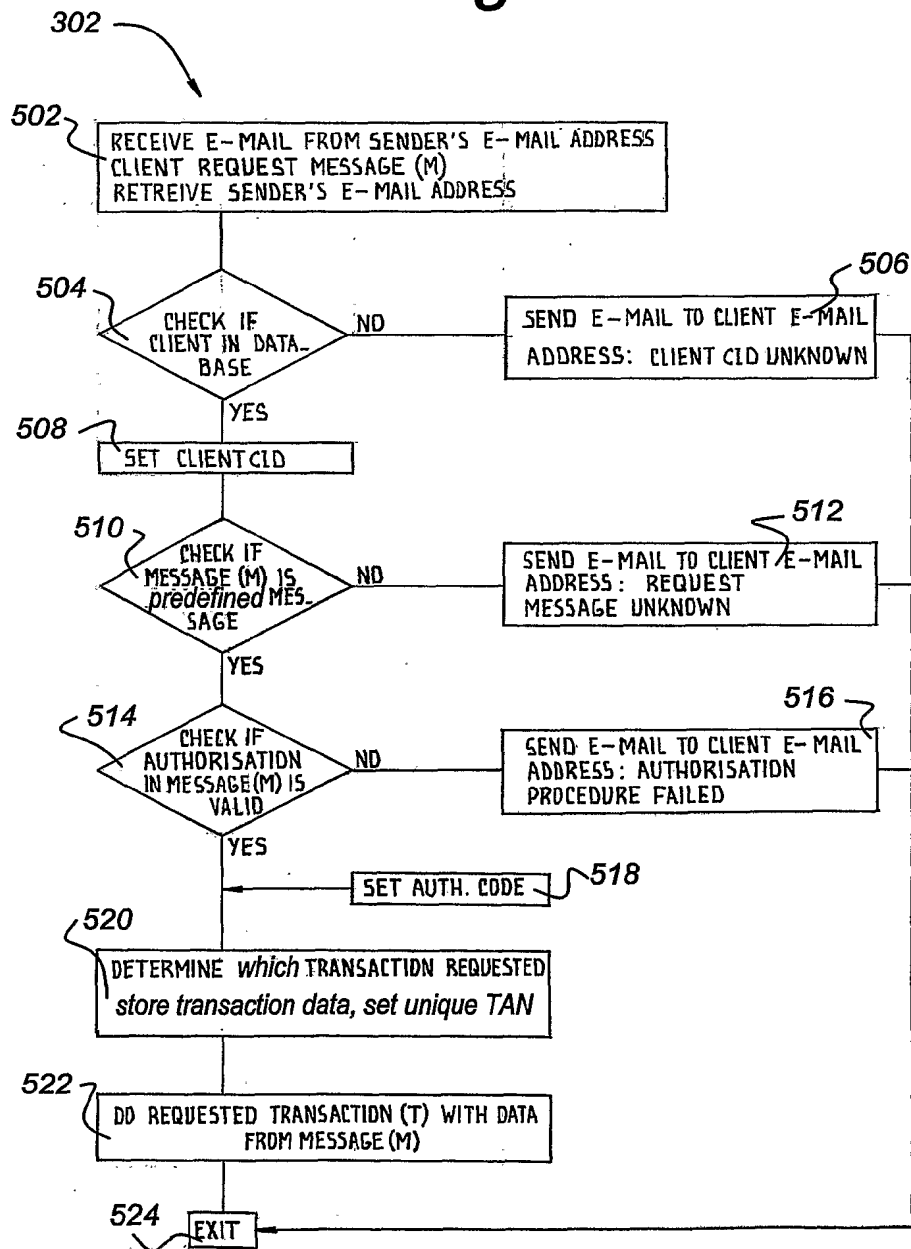 g
302
502
RECEIVE E-MAIL FROM SENDER'S E-MAIL ADDRESS
CLIENT REQUEST MESSAGE (M)
RETREIVE SENDER'S E-MAIL ADDRESS
504
CHECK IF
CLIENT IN DATA_
BASE
NO
506
SEND E-MAIL TO CLIENT E-MAIL
ADDRESS: CLIENT CID UNKNOWN
YES
508
SET CLIENT CID
510
CHECK IF
MESSAGE (M) IS
predefined MES_
SAGE
NO
512
SEND E-MAIL TO CLIENT E-MAIL
ADDRESS: REQUEST
MESSAGE UNKNOWN
YES
514
CHECK IF
AUTHORISATION
IN MESSAGE (M) IS
VALID
NO
516
SEND E-MAIL TO CLIENT E-MAIL
ADDRESS: AUTHORISATION
PROCEDURE FAILED
YES
SET AUTH. CODE
518
520
DETERMINE which TRANSACTION REQUESTED
store transaction data, set unique TAN
522
DO REQUESTED TRANSACTION (T) WITH DATA
FROM MESSAGE (M)
524
EXIT